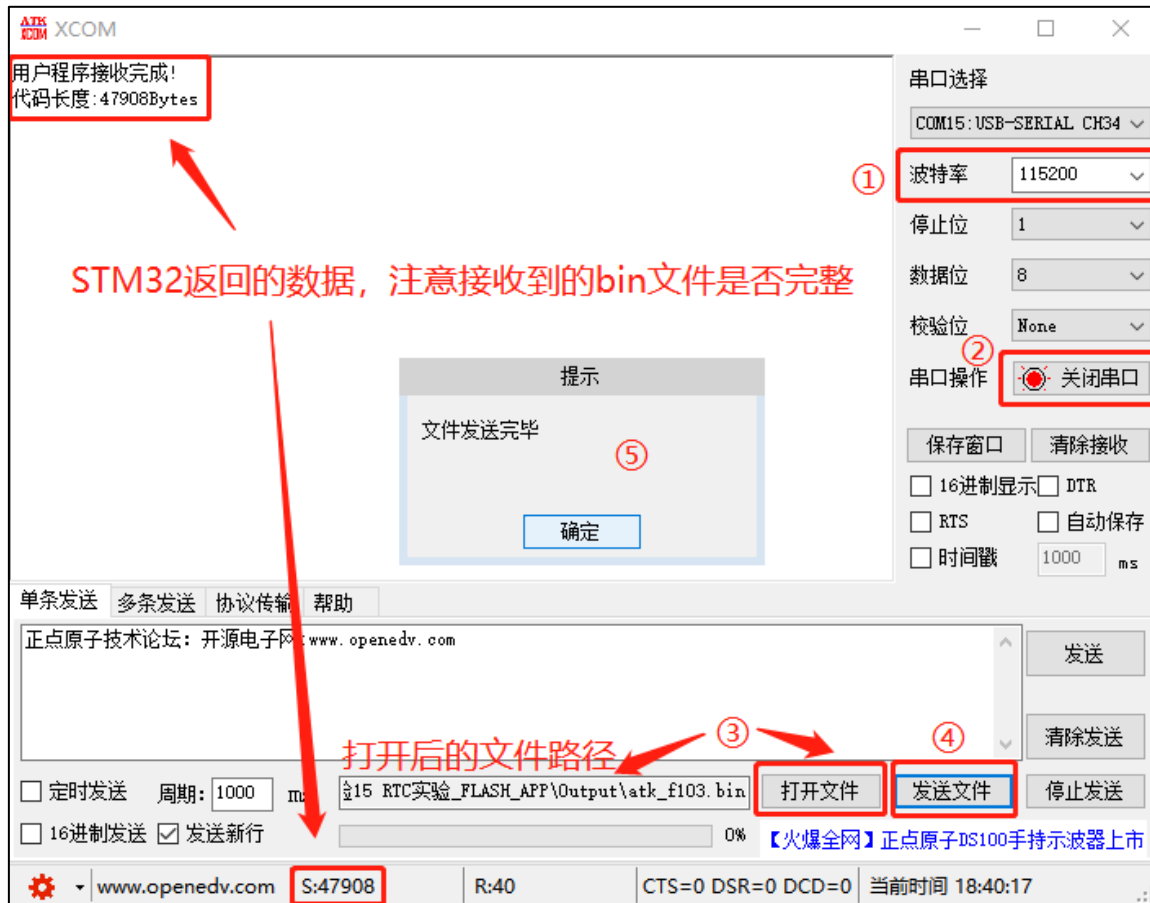 ATK XCOM XCOM
用户程序接收完成!
代码长度:47908Bytes
STM32返回的数据，注意接收到的bin文件是否完整
提示
文件发送完毕
⑤
确定
串口选择
COM15:USB-SERIAL CH34
①
波特率 115200
停止位 1
数据位 8
校验位 None
②
串口操作 关闭串口
保存窗口 清除接收
16进制显示 DTR
RTS 自动保存
时间戳 1000 ms
单条发送 多条发送 协议传输 帮助
正点原子技术论坛：开源电子网:www.openedv.com
发送
清除发送
打开后的文件路径 ③ ④
定时发送 周期: 1000 15 RTC实验_FLASH_APP\Output\atk_f103.bin 打开文件 发送文件 停止发送
16进制发送 发送新行 0% 【火爆全网】正点原子DS100手持示波器上市
www.openedv.com S:47908 R:40 CTS=0 DSR=0 DCD=0 当前时间 18:40:17